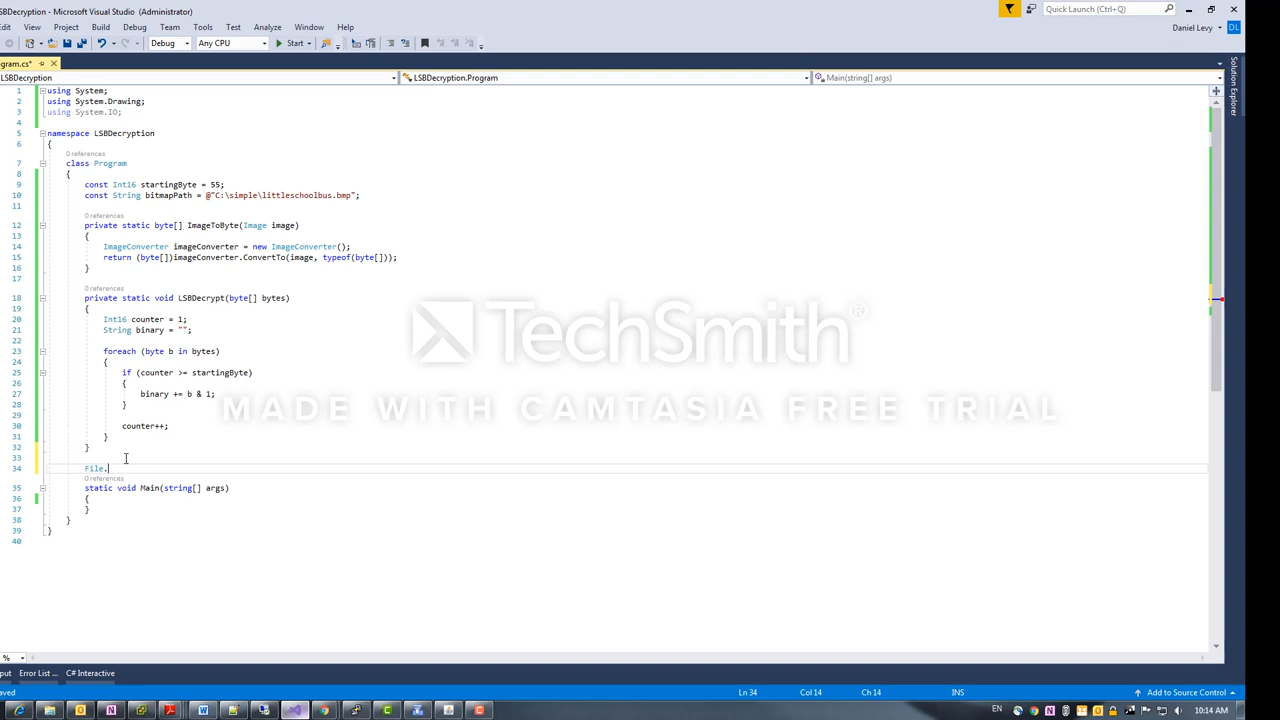 LSBDecryption - Microsoft Visual Studio (Administrator)
Quick Launch (Ctrl+Q)
Edit View Project Build Debug Team Tools Test Analyze Window Help
Daniel Levy DL
Debug Any CPU Start
gram.cs*
LSBDecryption LSBDecryption.Program Main(string[] args)
Solution Explorer
1 using System;
2 using System.Drawing;
3 using System.IO;
4
5 namespace LSBDecryption
6 {
0 references
7 class Program
8 {
9 const Int16 startingByte = 55;
10 const String bitmapPath = @"C:\simple\littleschoolbus.bmp";
11
0 references
12 private static byte[] ImageToByte(Image image)
13 {
14 ImageConverter imageConverter = new ImageConverter();
15 return (byte[])imageConverter.ConvertTo(image, typeof(byte[]));
16 }
17
0 references
18 private static void LSBDecrypt(byte[] bytes)
19 {
20 Int16 counter = 1;
21 String binary = "";
22
23 foreach (byte b in bytes)
24 {
25 if (counter >= startingByte)
26 {
27 binary += b & 1;
28 }
29
30 counter++;
31 }
32 }
33
34 File.
0 references
35 static void Main(string[] args)
36 {
37 }
38 }
39 }
40
TechSmith®
MADE WITH CAMTASIA FREE TRIAL
%
put Error List ... C# Interactive
aved Ln 34 Col 14 Ch 14 INS Add to Source Control
EN 10:14 AM